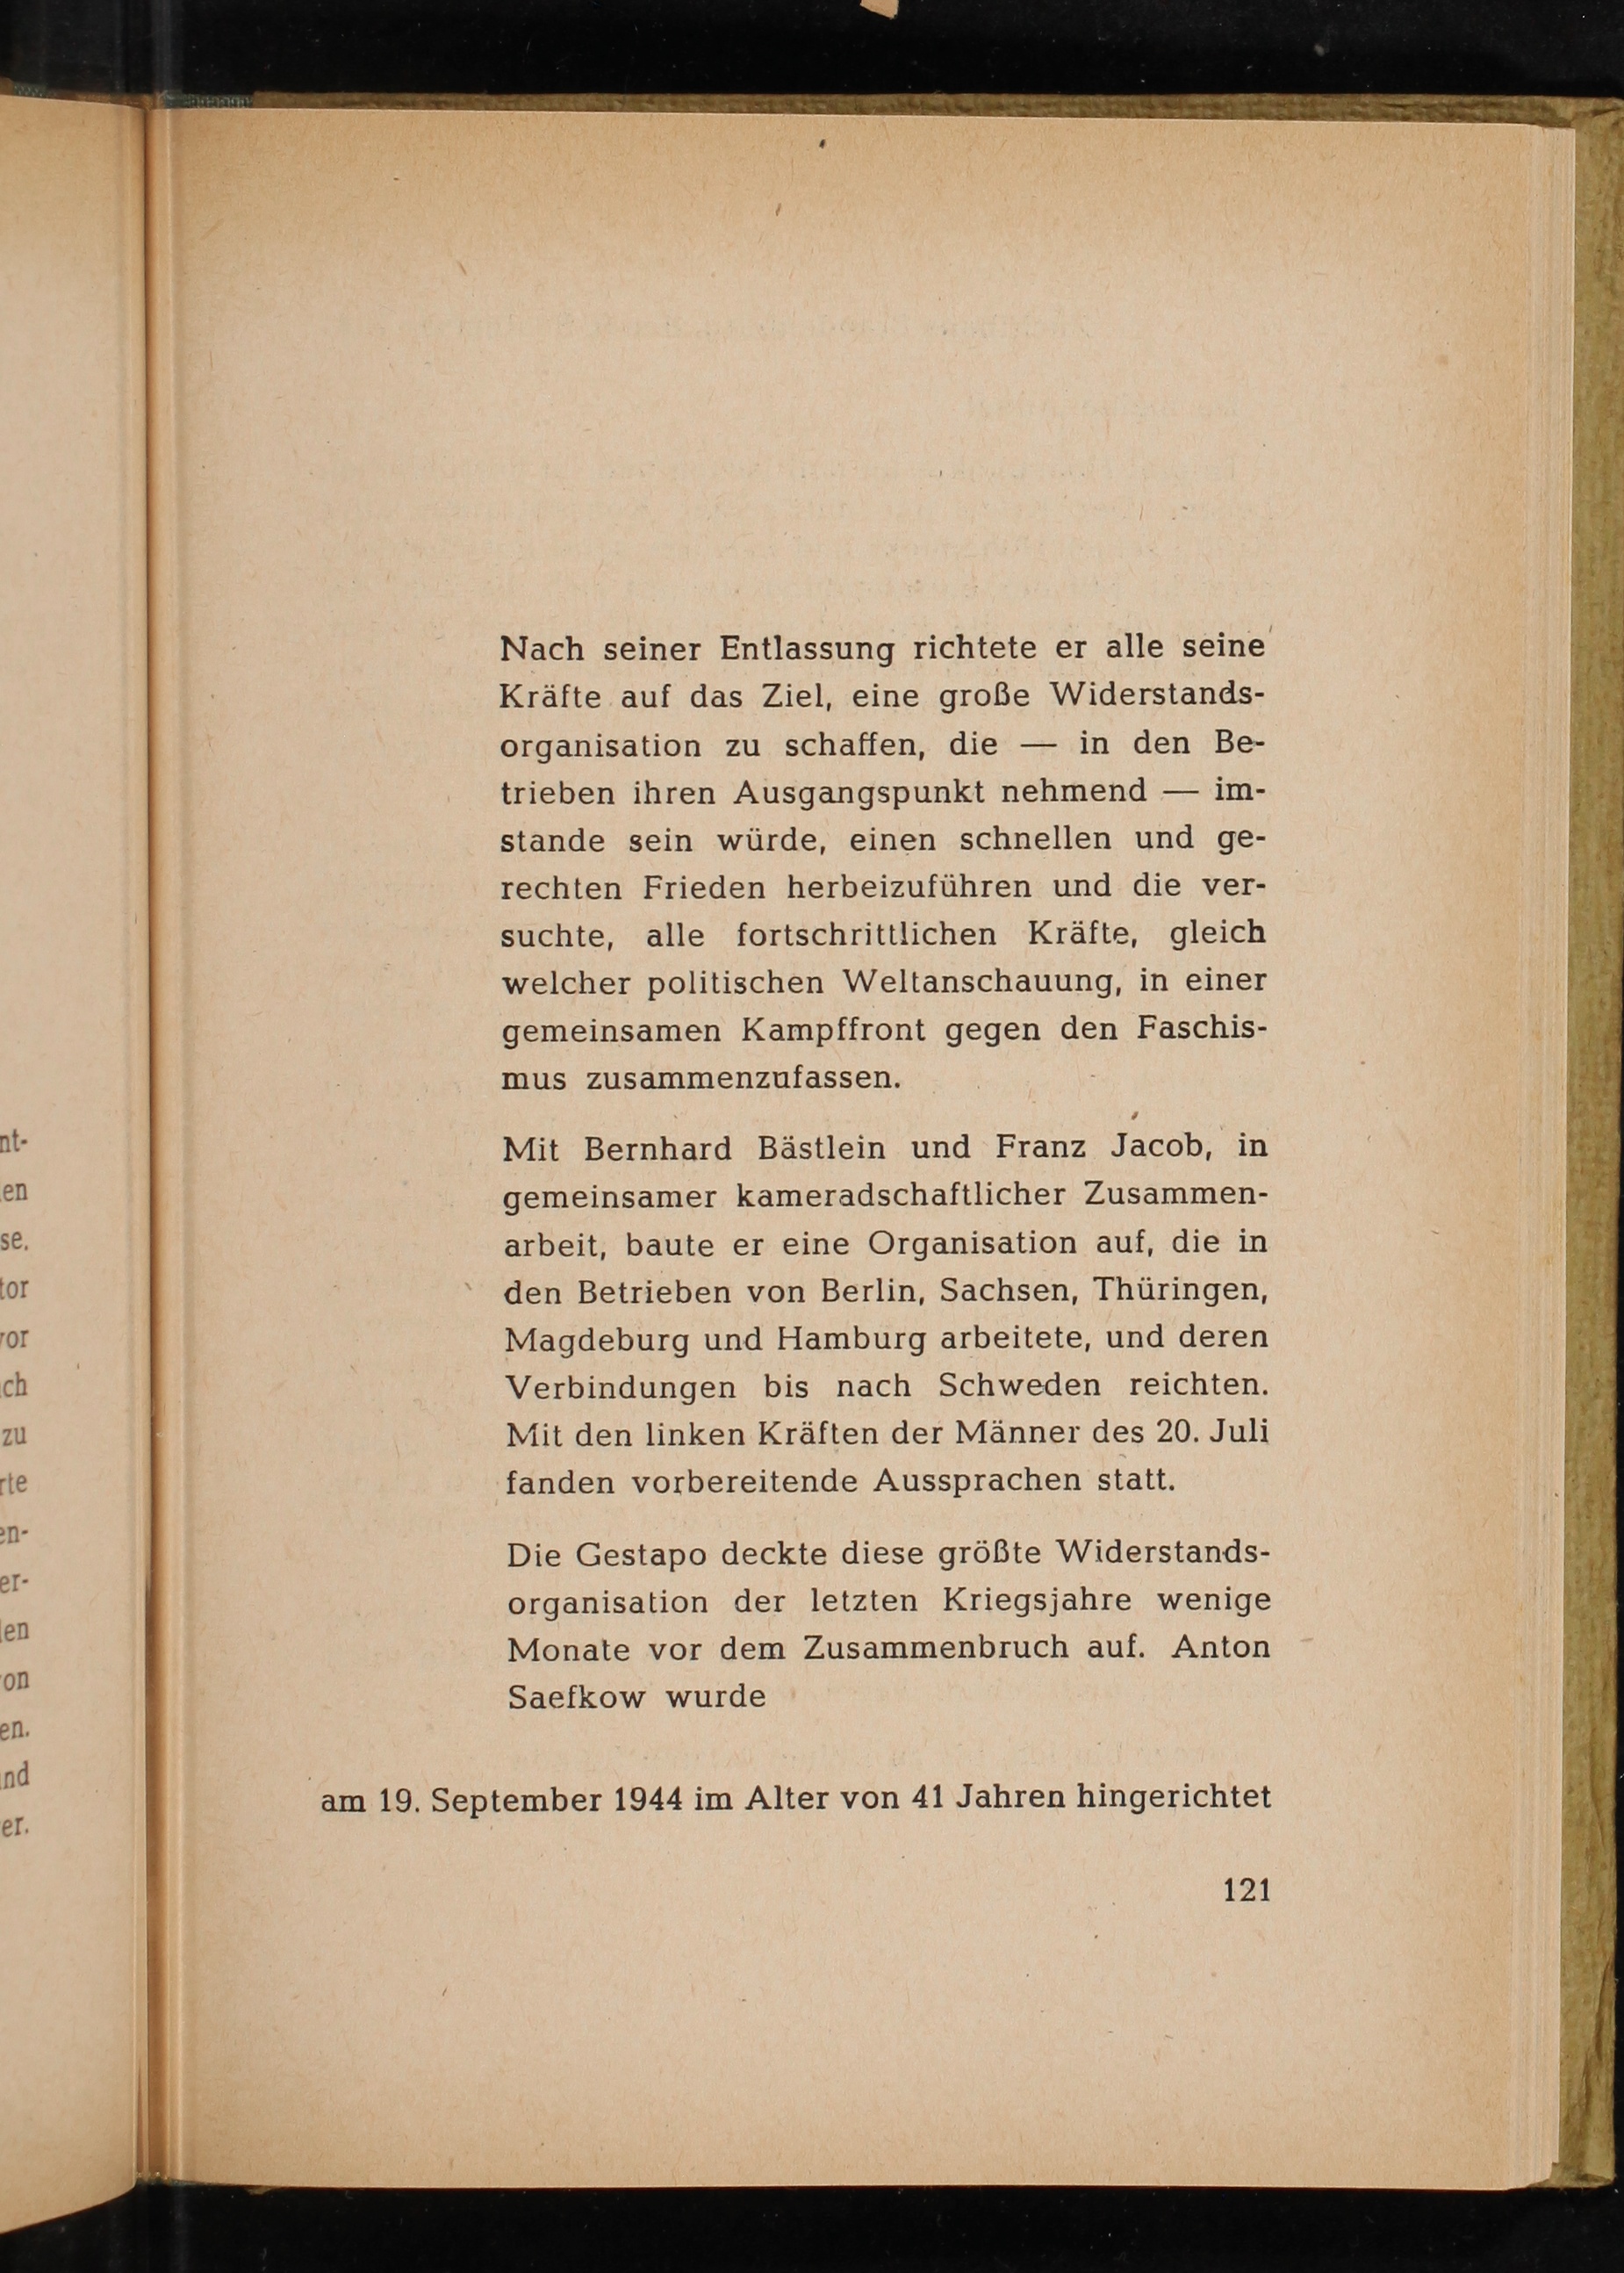 Nach seiner Entlassung richtete er alle seine
Kräfte auf das Ziel, eine große Widerstands-
organisation zu schaffen, die — in den Be-
trieben ihren Ausgangspunkt nehmend — im-
stande sein würde, einen schnellen und ge-
rechten Frieden herbeizuführen und die ver-
suchte, alle fortschrittlichen Kräfte, gleich
welcher politischen Weltanschauung, in einer
gemeinsamen Kampffront gegen den Faschis-
mus zusammenzufassen.
Mit Bernhard Bästlein und Franz Jacob, in
gemeinsamer kameradschaftlicher Zusammen-
arbeit, baute er eine Organisation auf, die in
den Betrieben von Berlin, Sachsen, Thüringen,
Magdeburg und Hamburg arbeitete, und deren
Verbindungen bis nach Schweden reichten.
Mit den linken Kräften der Männer des 20. Juli
fanden vorbereitende Aussprachen statt.
Die Gestapo deckte diese größte Widerstands-
organisation der letzten Kriegsjahre wenige
Monate vor dem Zusammenbruch auf. Anton
Saefkow wurde
am 19. September 1944 im Alter von 41 Jahren hingerichtet
121